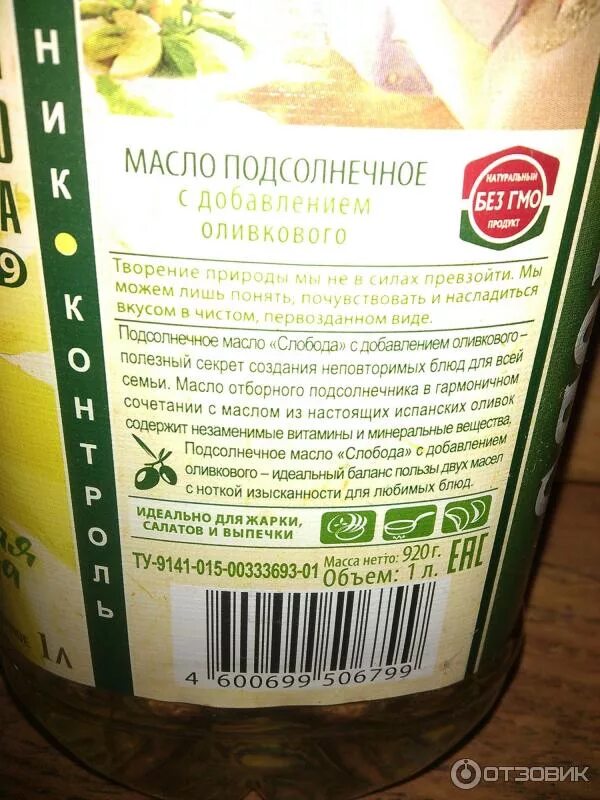 НИК • КОНТРОЛЬ
МАСЛО ПОДСОЛНЕЧНОЕ
с добавлением
оливкового
НАТУРАЛЬНЫЙ
БЕЗ ГМО
ПРОДУКТ
Творение природы мы не в силах превзойти. Мы
можем лишь понять, почувствовать и насладиться
вкусом в чистом, первозданном виде.
Подсолнечное масло «Слобода» с добавлением оливкового –
полезный секрет создания неповторимых блюд для всей
семьи. Масло отборного подсолнечника в гармоничном
сочетании с маслом из настоящих испанских оливок
содержит незаменимые витамины и минеральные вещества.
Подсолнечное масло «Слобода» с добавлением
оливкового – идеальный баланс пользы двух масел
с ноткой изысканности для любимых блюд.
ИДЕАЛЬНО ДЛЯ ЖАРКИ,
САЛАТОВ И ВЫПЕЧКИ
ТУ-9141-015-00333693-01
Масса нетто: 920 г.
Объем: 1 л.
EAC
4 600699 506799
1л
ОТЗОВИК